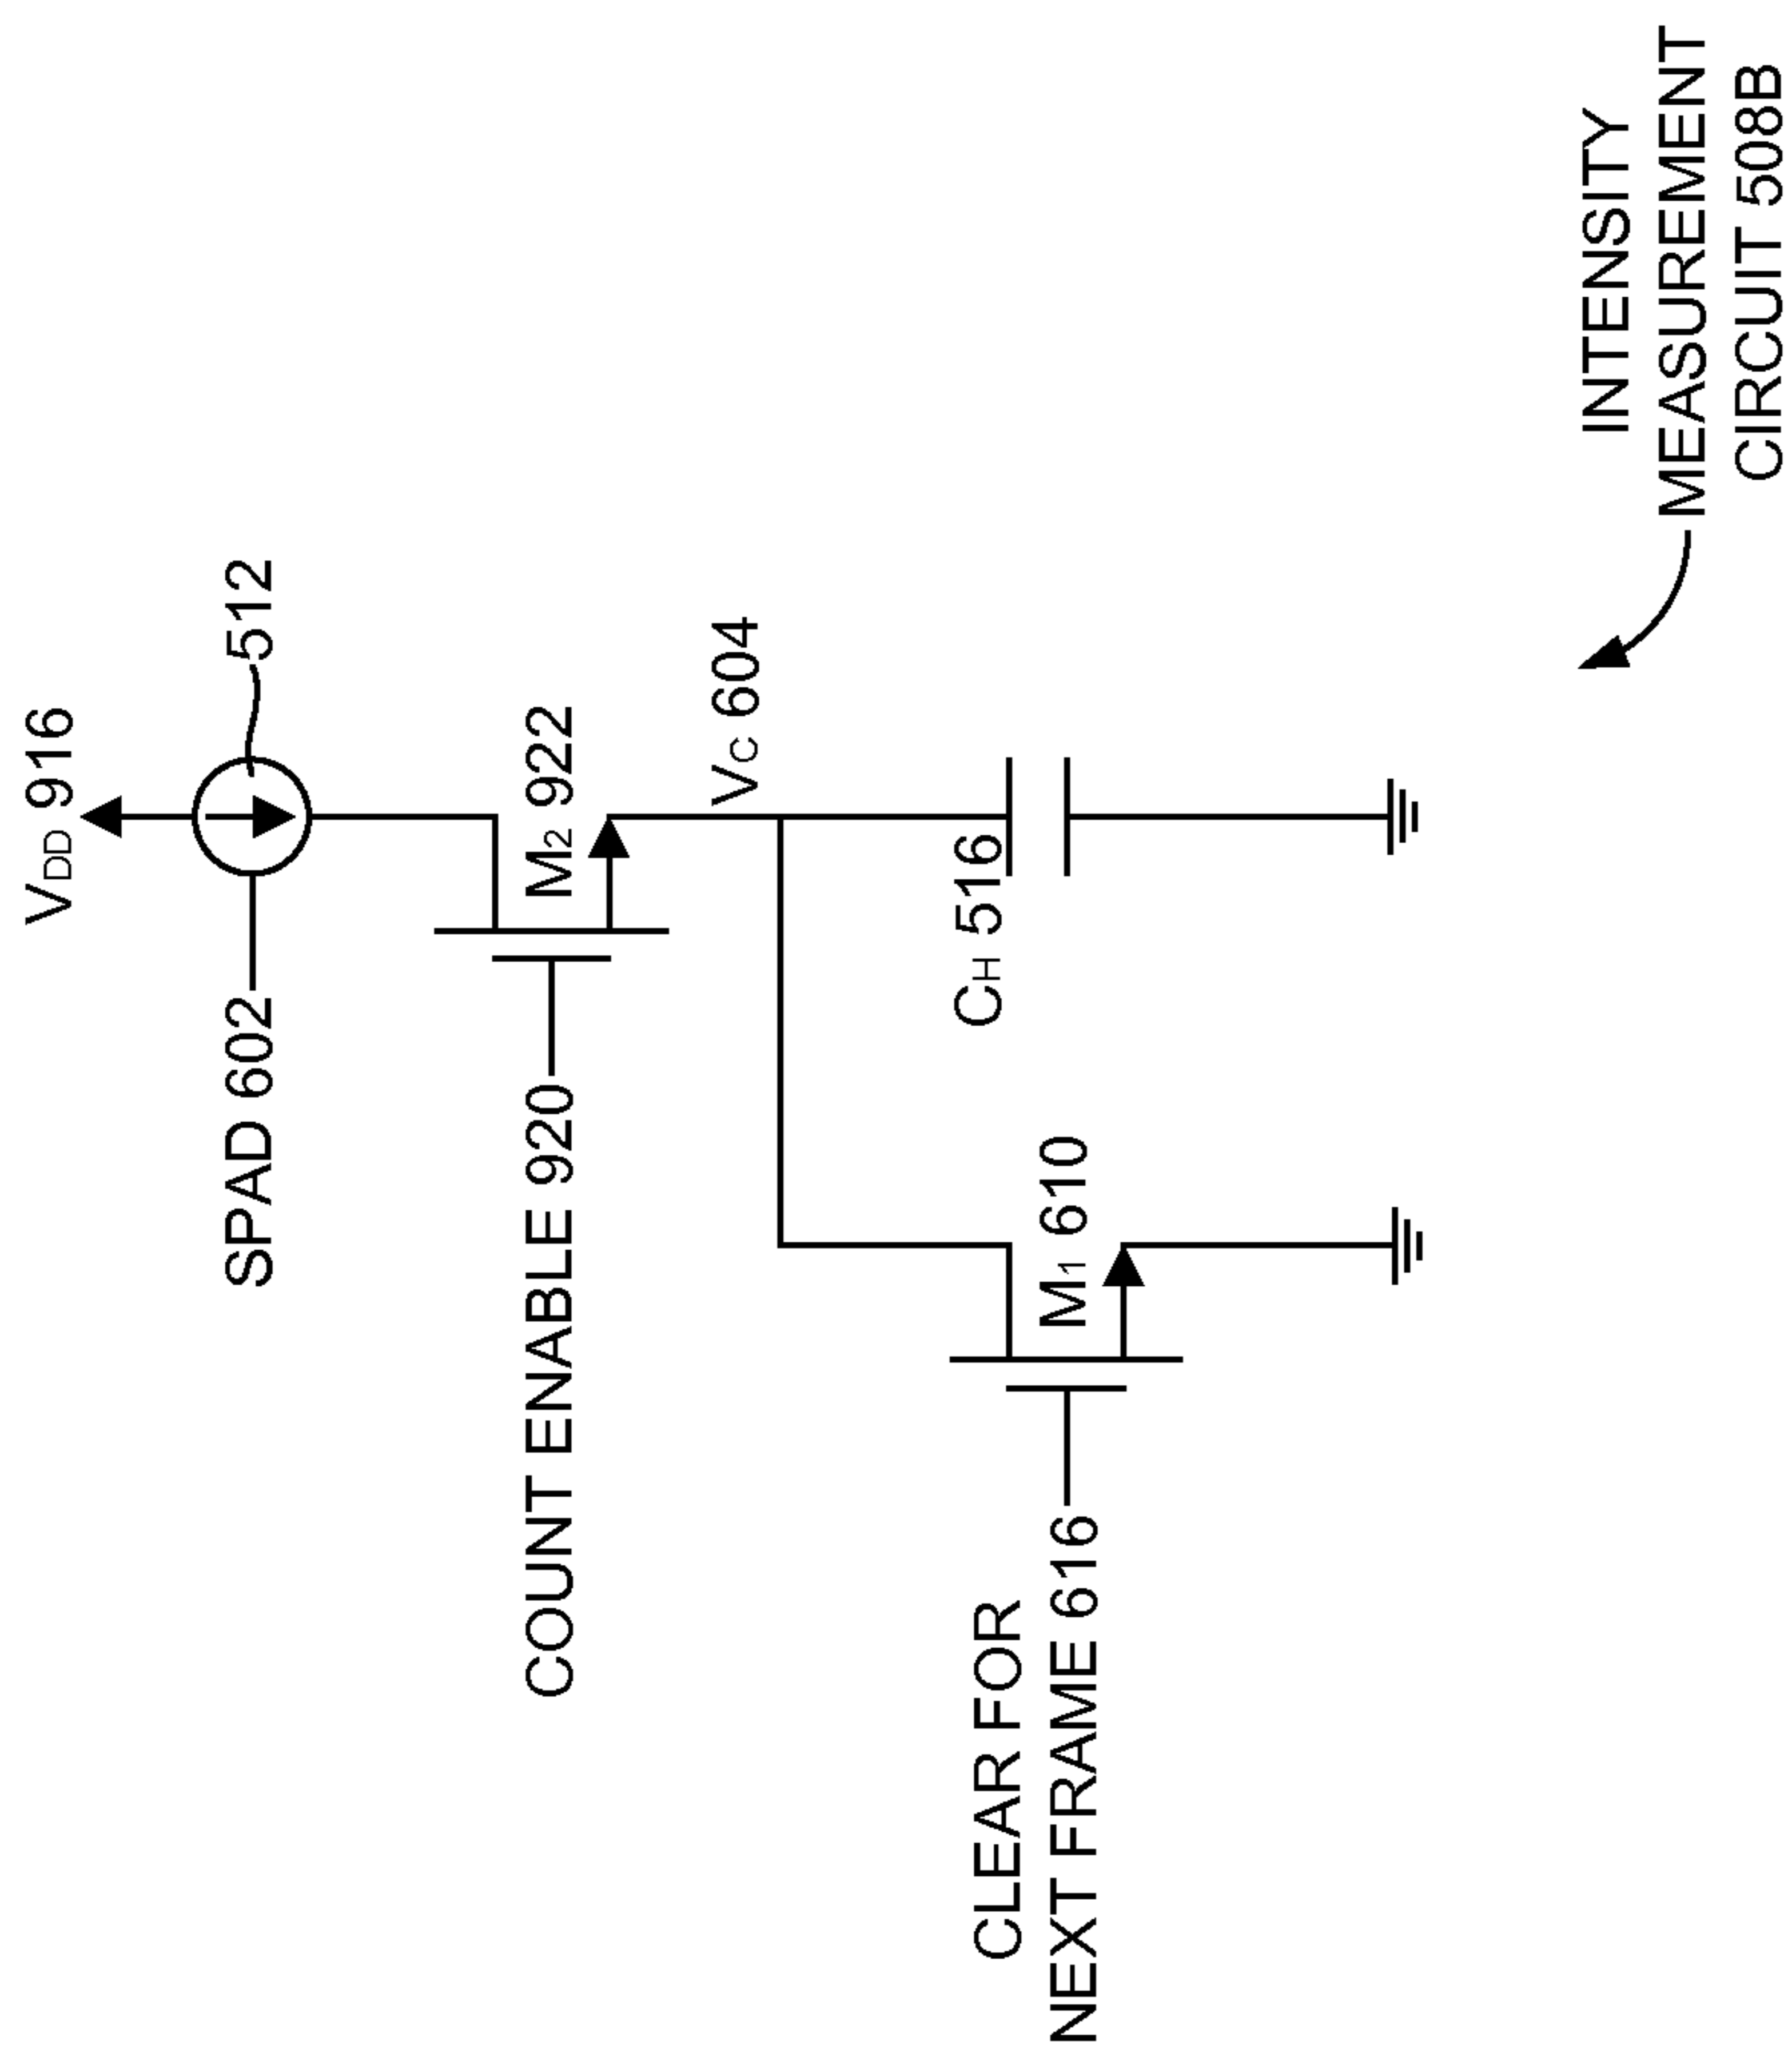 V_DD 916
SPAD 602
512
COUNT ENABLE 920
M2 922
VC 604
CH 516
CLEAR FOR
NEXT FRAME 616
M1 610
INTENSITY
MEASUREMENT
CIRCUIT 508B